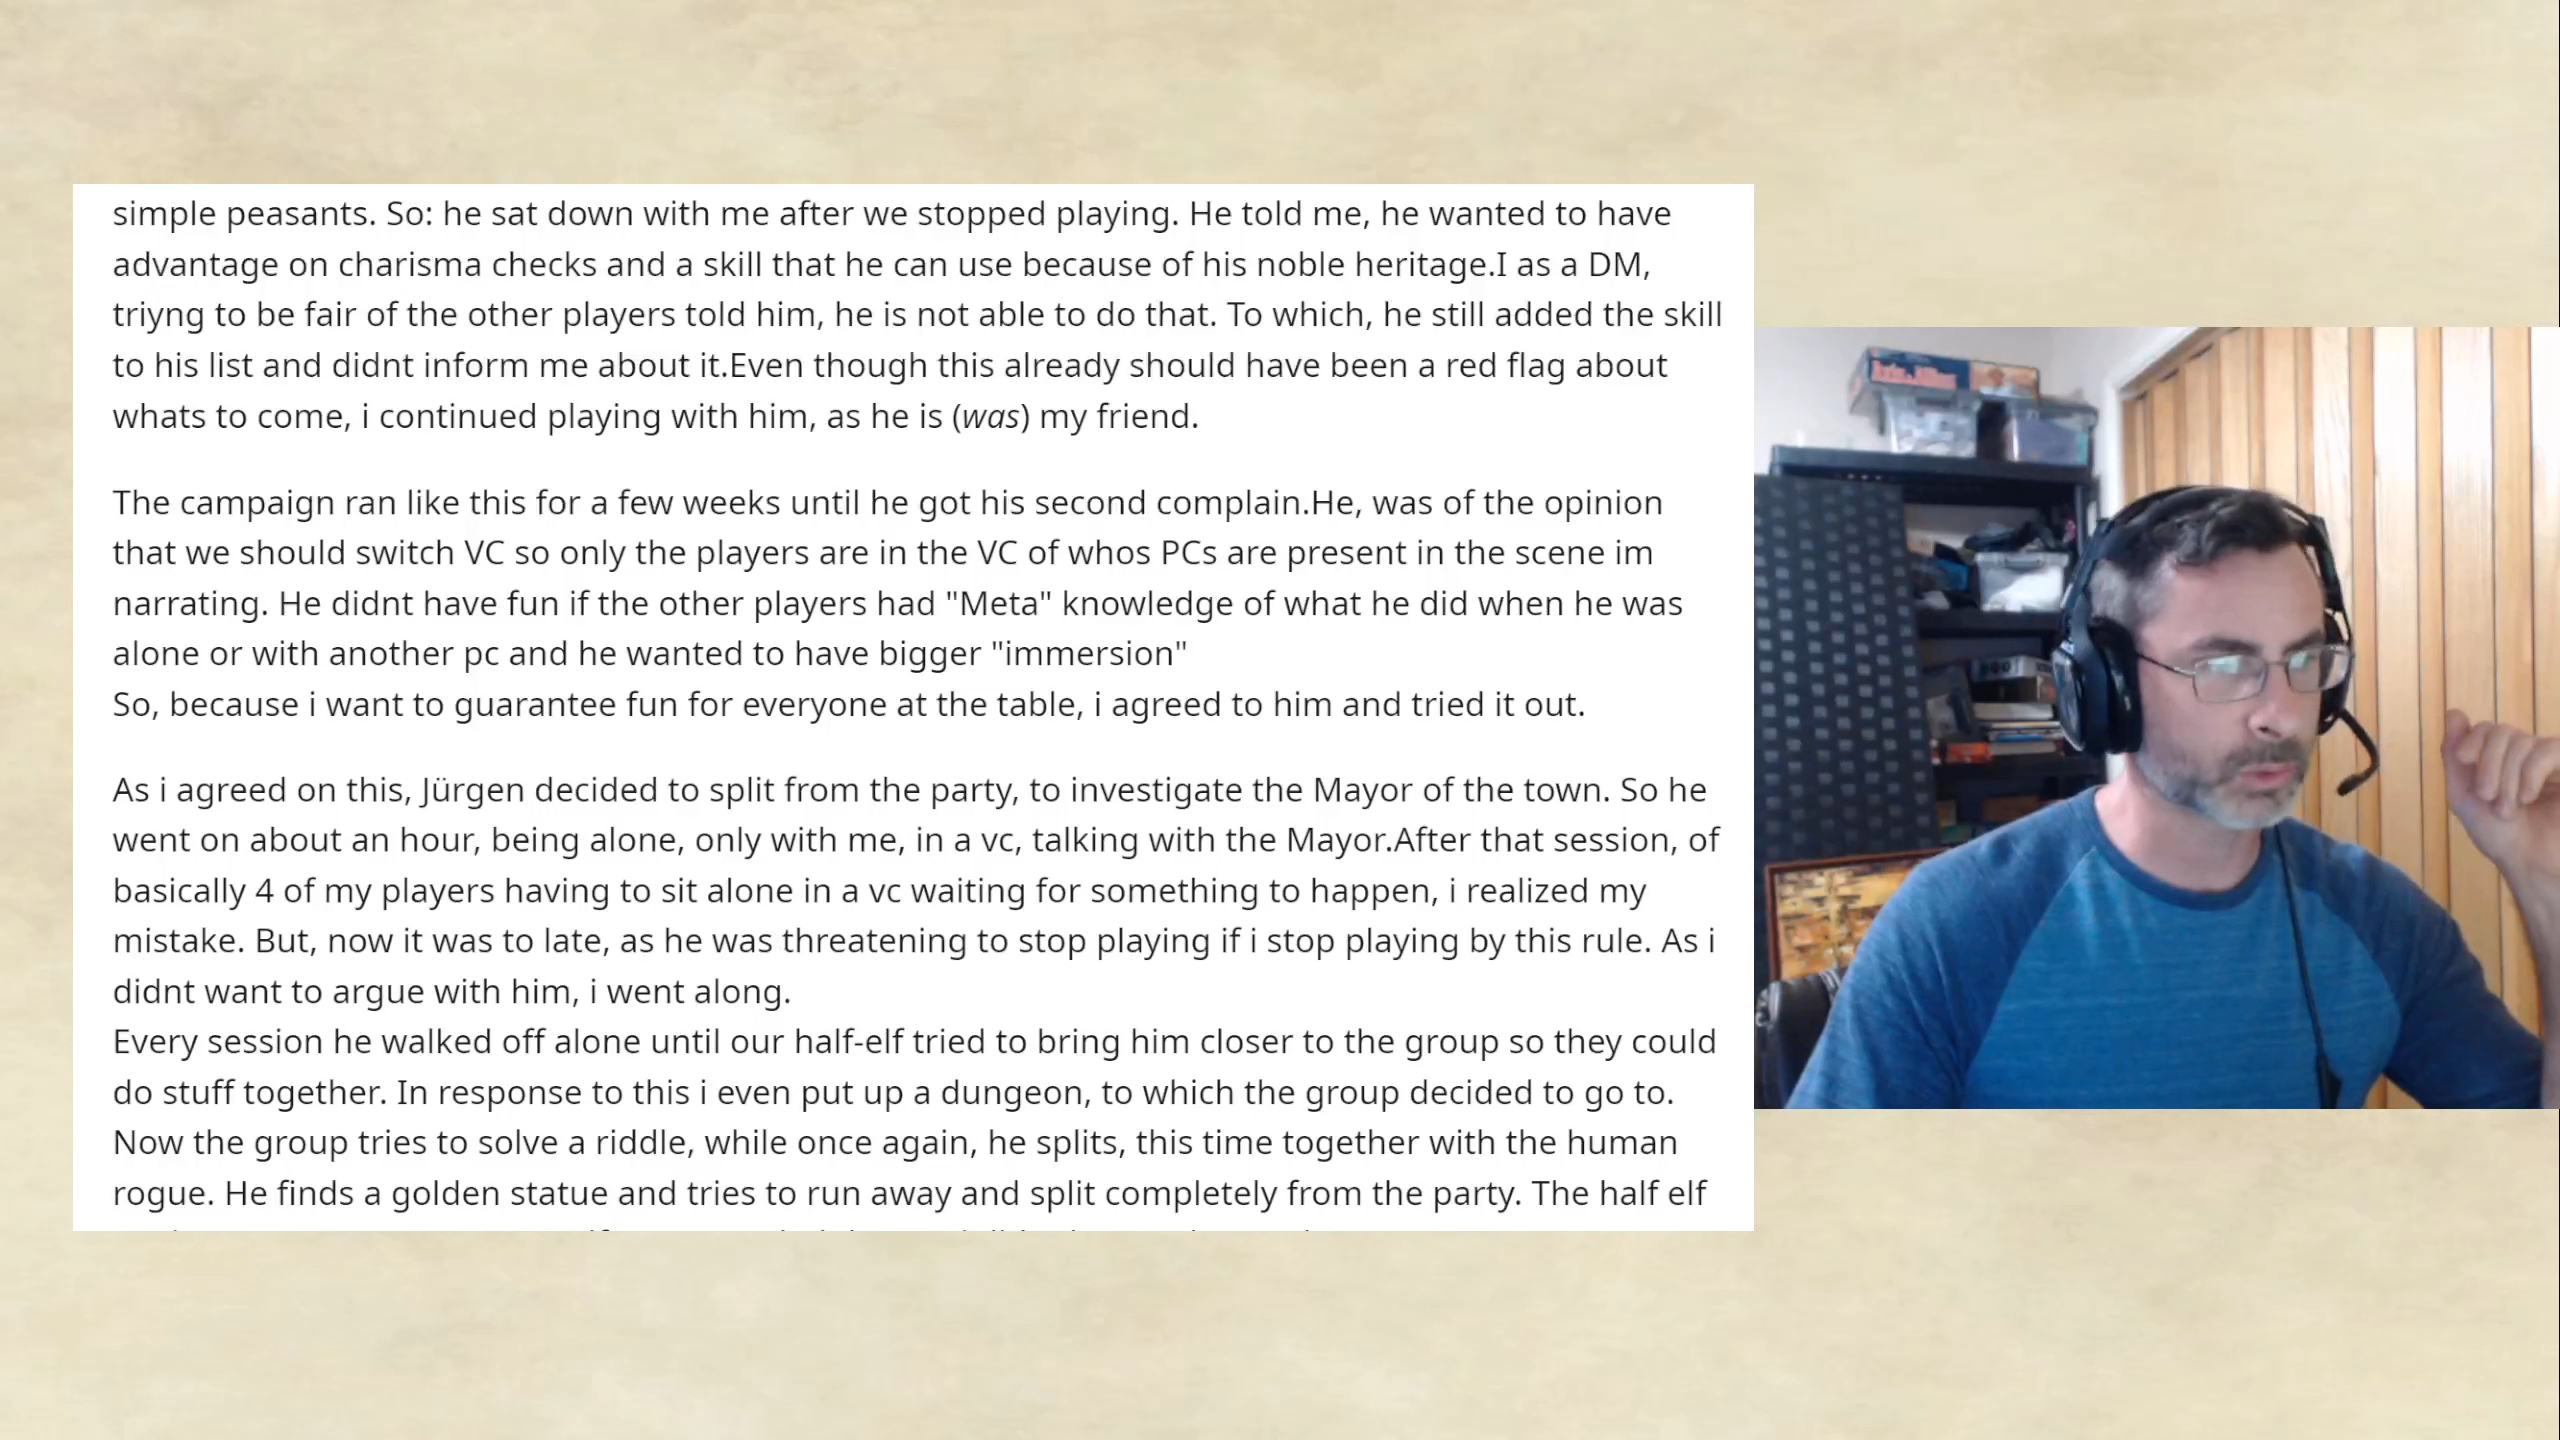 simple peasants. So: he sat down with me after we stopped playing. He told me, he wanted to have
advantage on charisma checks and a skill that he can use because of his noble heritage.I as a DM,
triyng to be fair of the other players told him, he is not able to do that. To which, he still added the skill
to his list and didnt inform me about it.Even though this already should have been a red flag about
whats to come, i continued playing with him, as he is (was) my friend.
The campaign ran like this for a few weeks until he got his second complain.He, was of the opinion
that we should switch VC so only the players are in the VC of whos PCs are present in the scene im
narrating. He didnt have fun if the other players had "Meta" knowledge of what he did when he was
alone or with another pc and he wanted to have bigger "immersion"
So, because i want to guarantee fun for everyone at the table, i agreed to him and tried it out.
As i agreed on this, Jürgen decided to split from the party, to investigate the Mayor of the town. So he
went on about an hour, being alone, only with me, in a vc, talking with the Mayor.After that session, of
basically 4 of my players having to sit alone in a vc waiting for something to happen, i realized my
mistake. But, now it was to late, as he was threatening to stop playing if i stop playing by this rule. As i
didnt want to argue with him, i went along.
Every session he walked off alone until our half-elf tried to bring him closer to the group so they could
do stuff together. In response to this i even put up a dungeon, to which the group decided to go to.
Now the group tries to solve a riddle, while once again, he splits, this time together with the human
rogue. He finds a golden statue and tries to run away and split completely from the party. The half elf